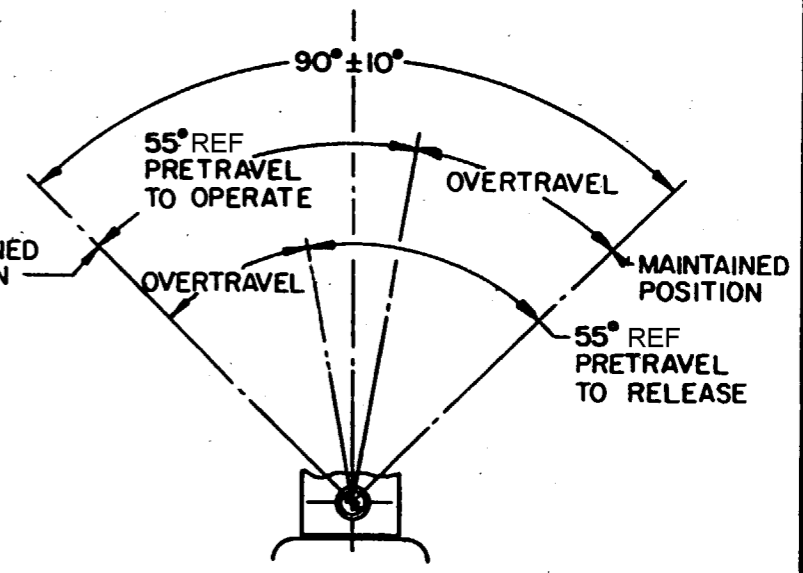 90° ± 10°
55° REF
PRETRAVEL
TO OPERATE
OVERTRAVEL
OVERTRAVEL
MAINTAINED
POSITION
55° REF
PRETRAVEL
TO RELEASE